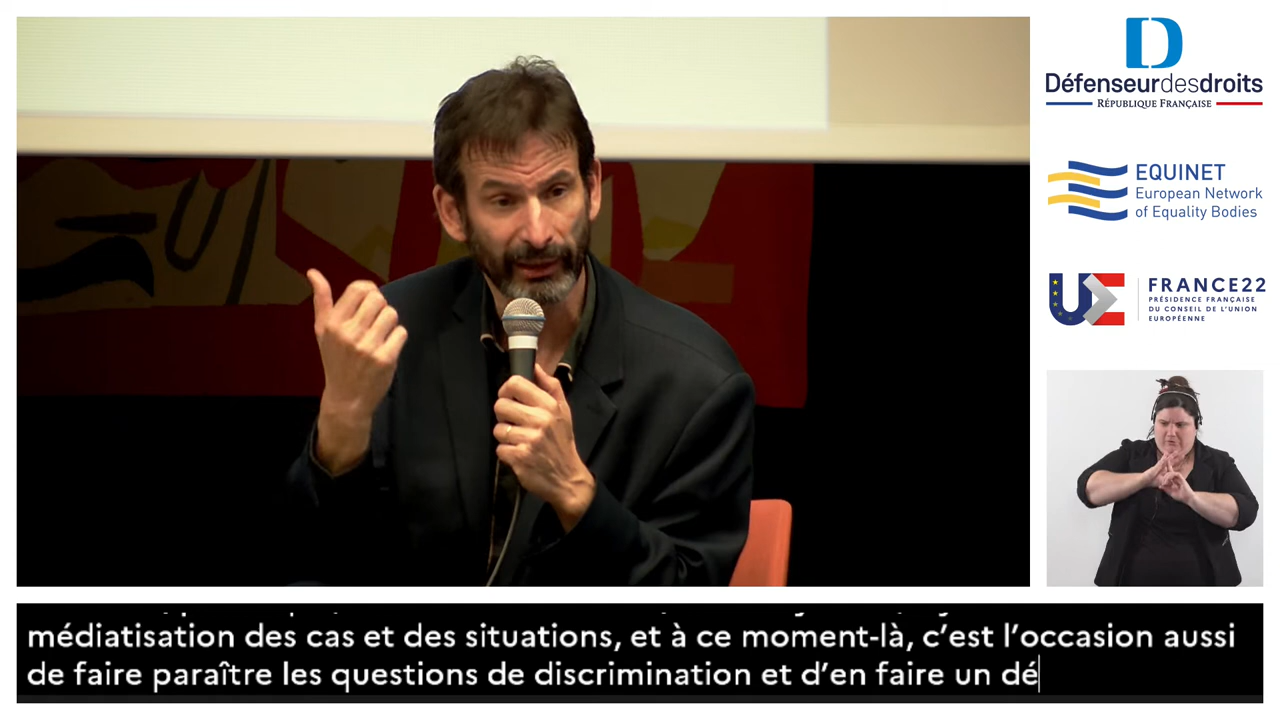 Défenseurdesdroits
RÉPUBLIQUE FRANÇAISE
EQUINET
European Network
of Equality Bodies
UE
FRANCE22
PRÉSIDENCE FRANÇAISE
DU CONSEIL DE L'UNION
EUROPÉENNE
médiatisation des cas et des situations, et à ce moment-là, c'est l'occasion aussi
de faire paraître les questions de discrimination et d'en faire un dé